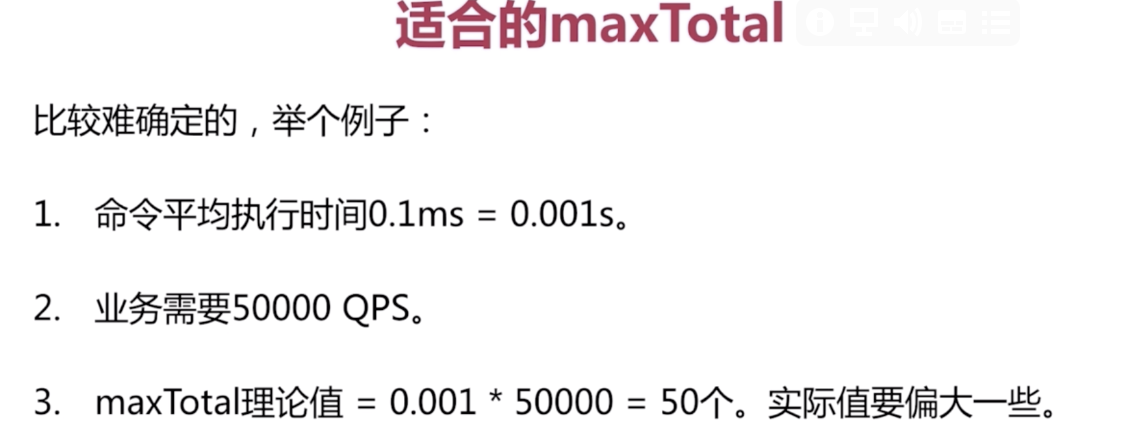 适合的maxTotal
比较难确定的，举个例子：
1. 命令平均执行时间0.1ms = 0.001s。
2. 业务需要50000 QPS。
3. maxTotal理论值 = 0.001 * 50000 = 50个。实际值要偏大一些。